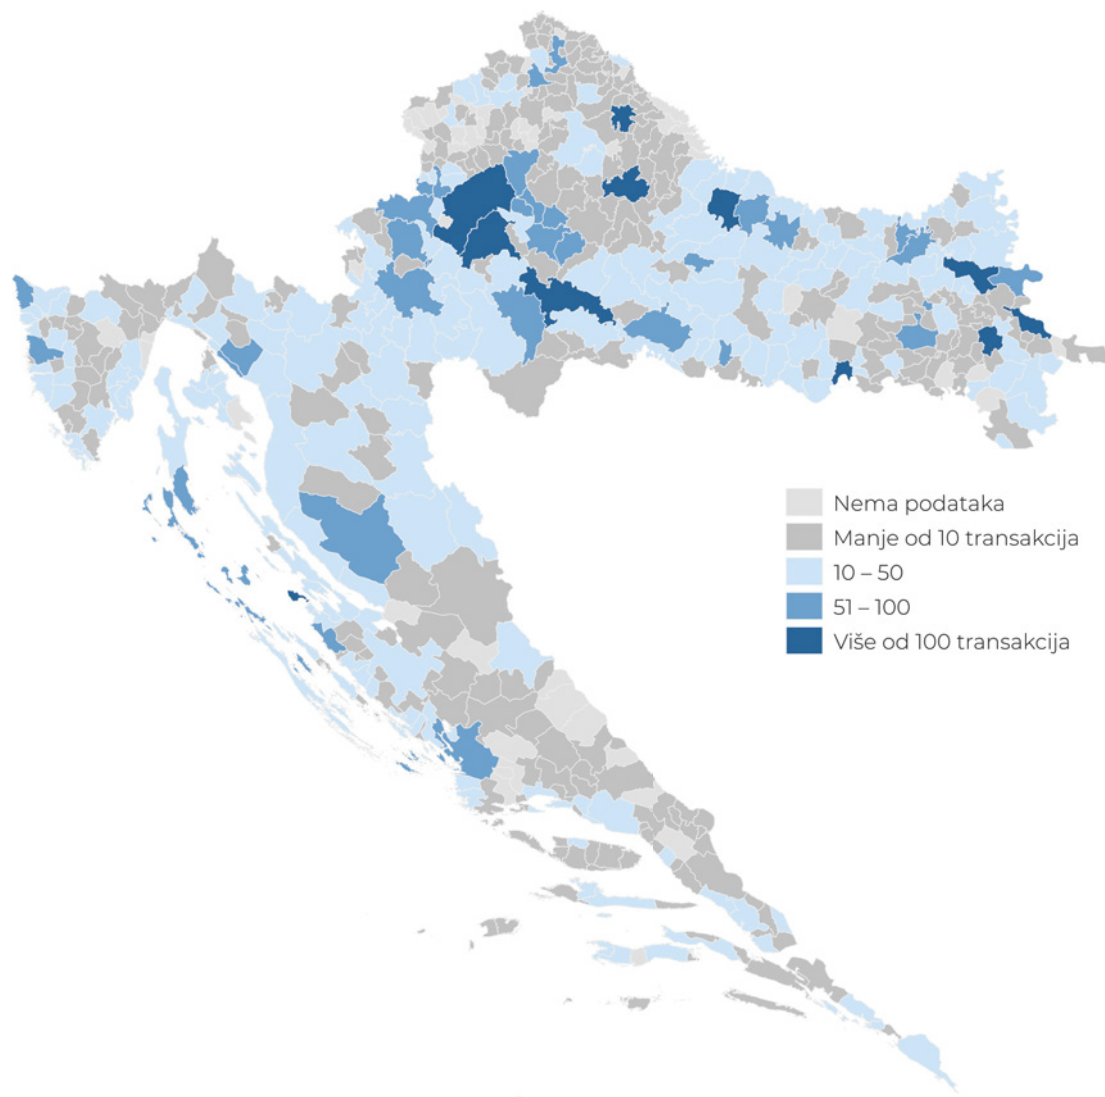 Nema podataka
Manje od 10 transakcija
10 – 50
51 – 100
Više od 100 transakcija